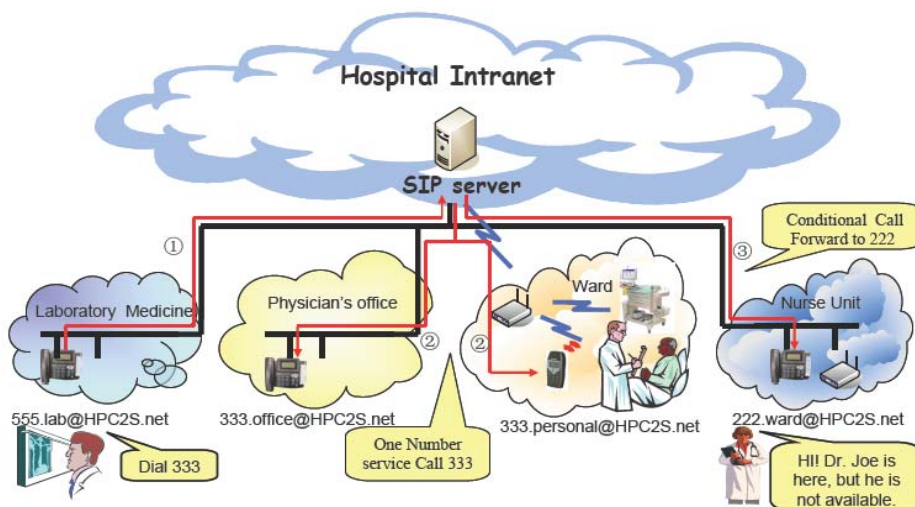 Hospital Intranet
SIP server
①
③
Conditional Call
Forward to 222
Laboratory Medicine
Physician's office
Ward
Nurse Unit
②
②
555.lab@HPC2S.net
333.office@HPC2S.net
333.personal@HPC2S.net
222.ward@HPC2S.net
Dial 333
One Number
service Call 333
HI! Dr. Joe is
here, but he is
not available.